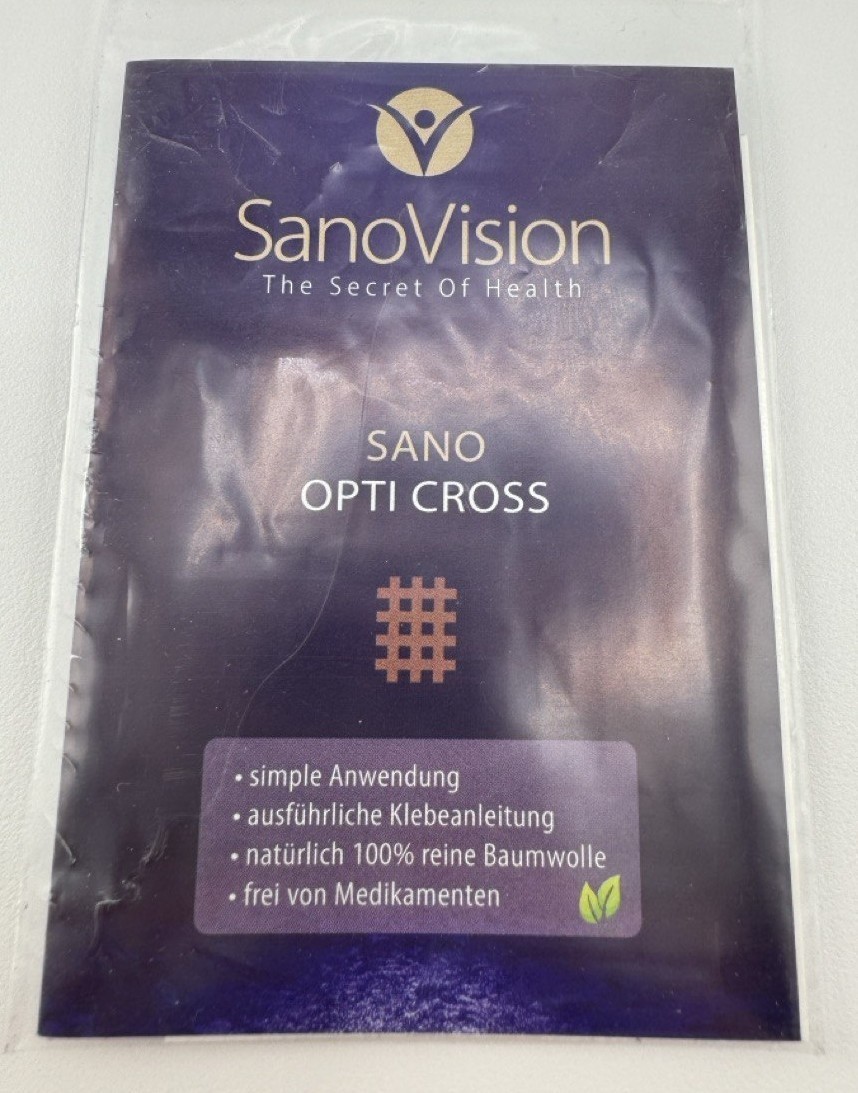 SanoVision
The Secret Of Health
SANO
OPTI CROSS
• simple Anwendung
• ausführliche Klebeanleitung
• natürlich 100% reine Baumwolle
• frei von Medikamenten